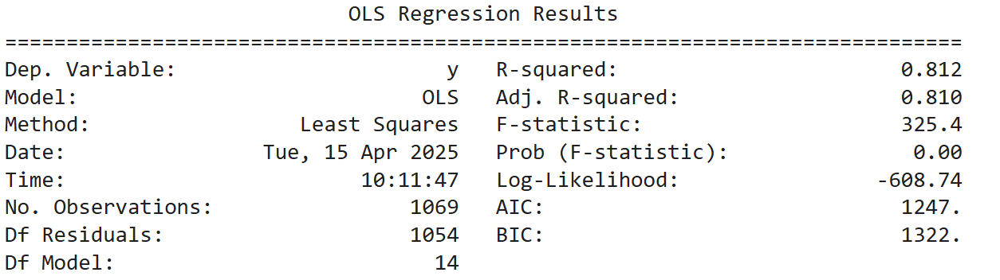 OLS Regression Results
==============================================================================
Dep. Variable: y R-squared: 0.812
Model: OLS Adj. R-squared: 0.810
Method: Least Squares F-statistic: 325.4
Date: Tue, 15 Apr 2025 Prob (F-statistic): 0.00
Time: 10:11:47 Log-Likelihood: -608.74
No. Observations: 1069 AIC: 1247.
Df Residuals: 1054 BIC: 1322.
Df Model: 14